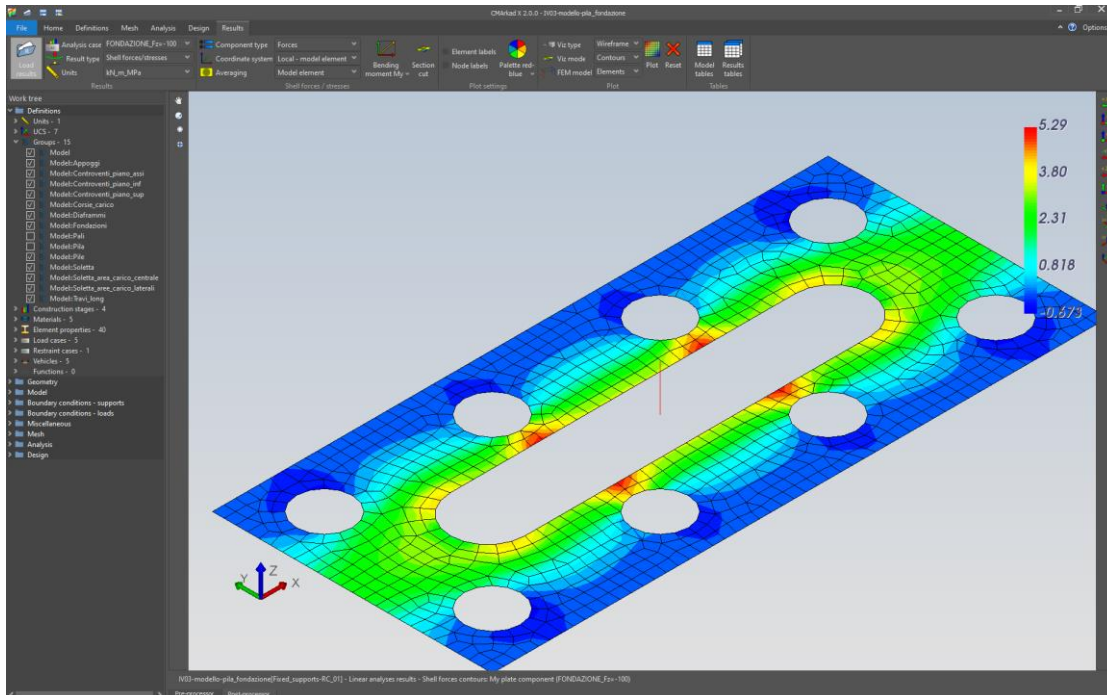 CMArkad X 2.0.0 - IV03-modello-pila_fondazione
File Home Definitions Mesh Analysis Design Results
Options
Load results
Analysis case FONDAZIONE_Fz=-100
Result type Shell forces/stresses
Units kN_m_MPa
Results
Component type Forces
Coordinate system Local - model element
Averaging Model element
Bending moment My
Section cut
Shell forces / stresses
Element labels
Node labels
Palette red-blue
Plot settings
Viz type Wireframe
Viz mode Contours
FEM model Elements
Plot Reset
Plot
Model tables
Results tables
Tables
Work tree
Definitions
Units - 1
UCS - 7
Groups - 15
Model
Model::Appoggi
Model::Controventi_piano_assi
Model::Controventi_piano_inf
Model::Controventi_piano_sup
Model::Corsie_carico
Model::Diaframmi
Model::Fondazioni
Model::Pali
Model::Pila
Model::Pile
Model::Soletta
Model::Soletta_area_carico_centrale
Model::Soletta_aree_carico_laterali
Model::Travi_long
Construction stages - 4
Materials - 5
Element properties - 40
Load cases - 5
Restraint cases - 1
Vehicles - 5
Functions - 0
Geometry
Model
Boundary conditions - supports
Boundary conditions - loads
Miscellaneous
Mesh
Analysis
Design
5.29
3.80
2.31
0.818
-0.673
Z
Y
X
IV03-modello-pila_fondazione[Fixed_supports-RC_01] - Linear analyses results - Shell forces contours: My plate component (FONDAZIONE_Fz=-100)
Pre-processor Post-processor